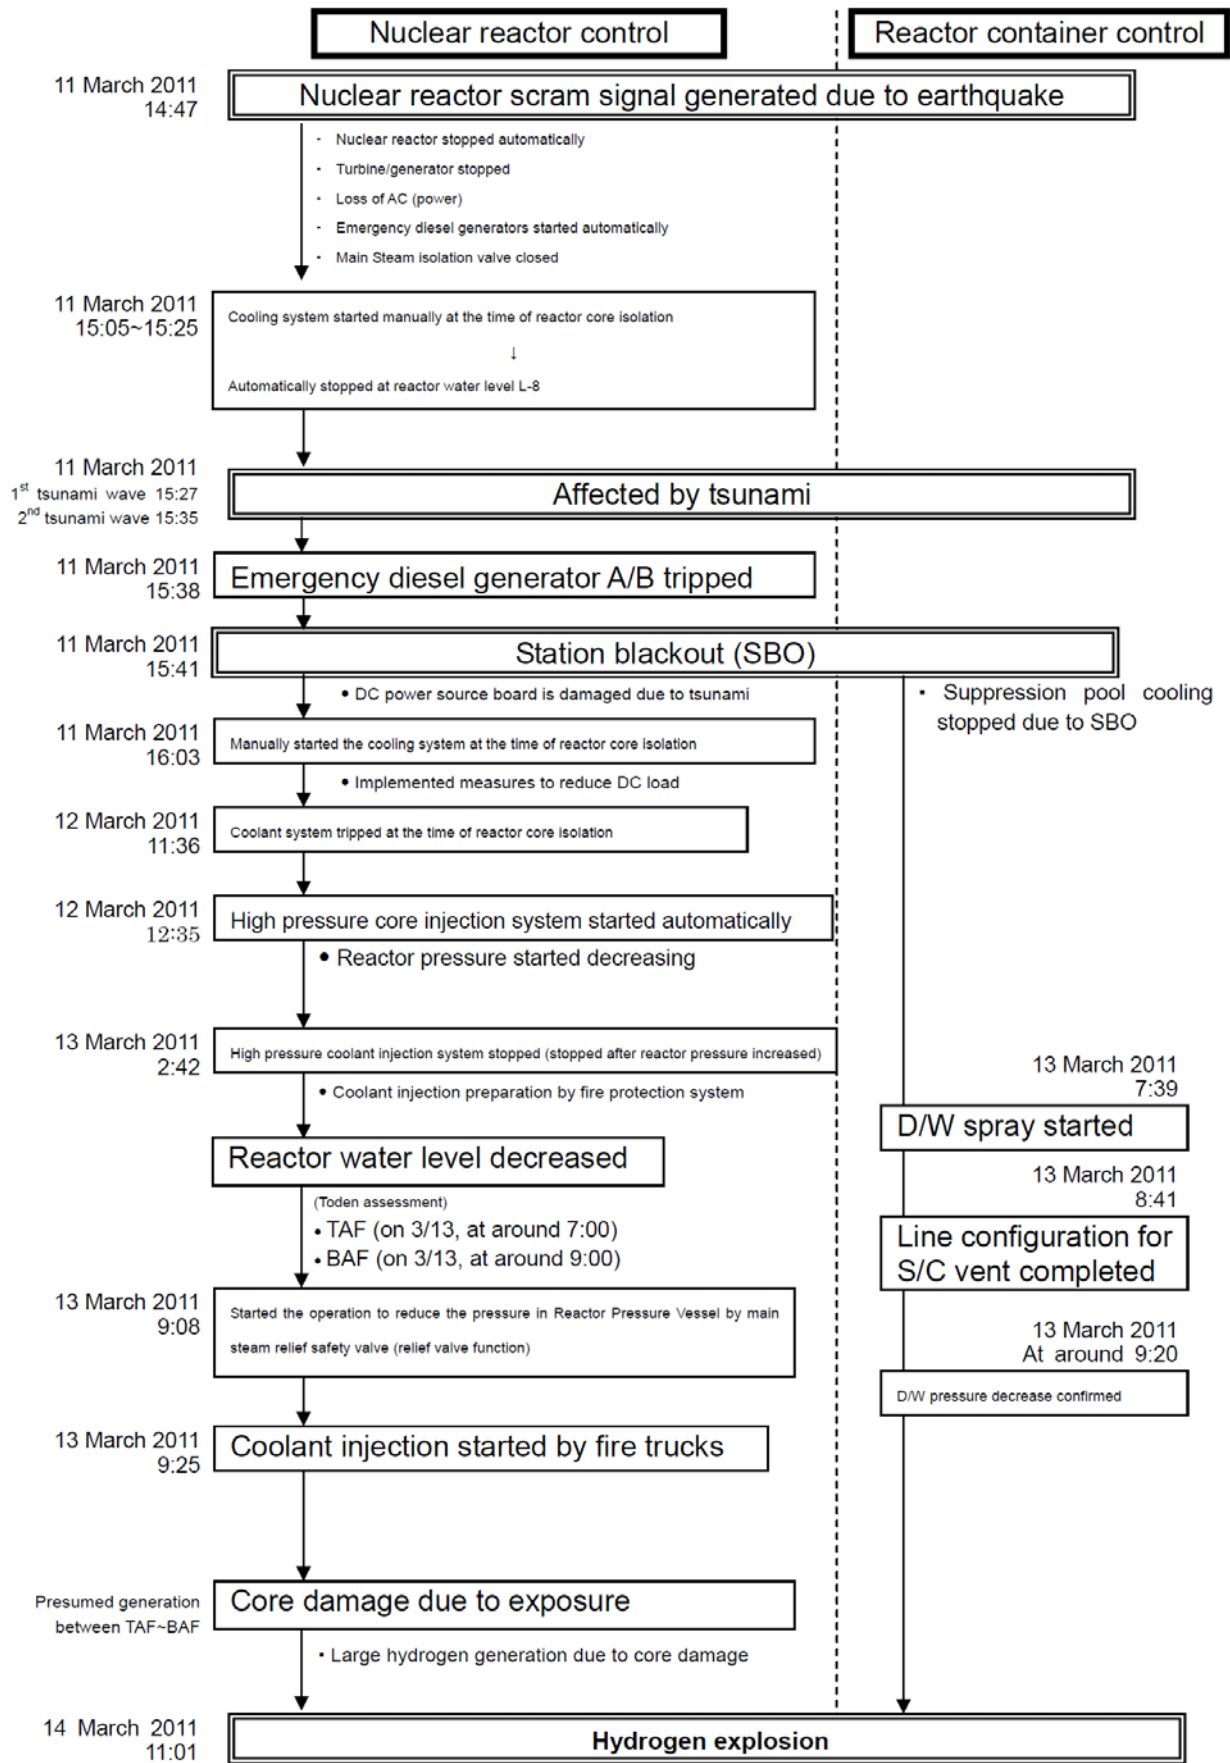 Nuclear reactor control
Reactor container control
11 March 2011
14:47
Nuclear reactor scram signal generated due to earthquake
- Nuclear reactor stopped automatically
- Turbine/generator stopped
- Loss of AC (power)
- Emergency diesel generators started automatically
- Main Steam isolation valve closed
11 March 2011
15:05~15:25
Cooling system started manually at the time of reactor core isolation
↓
Automatically stopped at reactor water level L-8
11 March 2011
1st tsunami wave 15:27
2nd tsunami wave 15:35
Affected by tsunami
11 March 2011
15:38
Emergency diesel generator A/B tripped
11 March 2011
15:41
Station blackout (SBO)
• DC power source board is damaged due to tsunami
・ Suppression pool cooling
stopped due to SBO
11 March 2011
16:03
Manually started the cooling system at the time of reactor core isolation
• Implemented measures to reduce DC load
12 March 2011
11:36
Coolant system tripped at the time of reactor core isolation
12 March 2011
12:35
High pressure core injection system started automatically
• Reactor pressure started decreasing
13 March 2011
2:42
High pressure coolant injection system stopped (stopped after reactor pressure increased)
• Coolant injection preparation by fire protection system
13 March 2011
7:39
D/W spray started
Reactor water level decreased
(Toden assessment)
• TAF (on 3/13, at around 7:00)
• BAF (on 3/13, at around 9:00)
13 March 2011
8:41
Line configuration for
S/C vent completed
13 March 2011
9:08
Started the operation to reduce the pressure in Reactor Pressure Vessel by main
steam relief safety valve (relief valve function)
13 March 2011
At around 9:20
D/W pressure decrease confirmed
13 March 2011
9:25
Coolant injection started by fire trucks
Presumed generation
between TAF~BAF
Core damage due to exposure
・ Large hydrogen generation due to core damage
14 March 2011
11:01
Hydrogen explosion